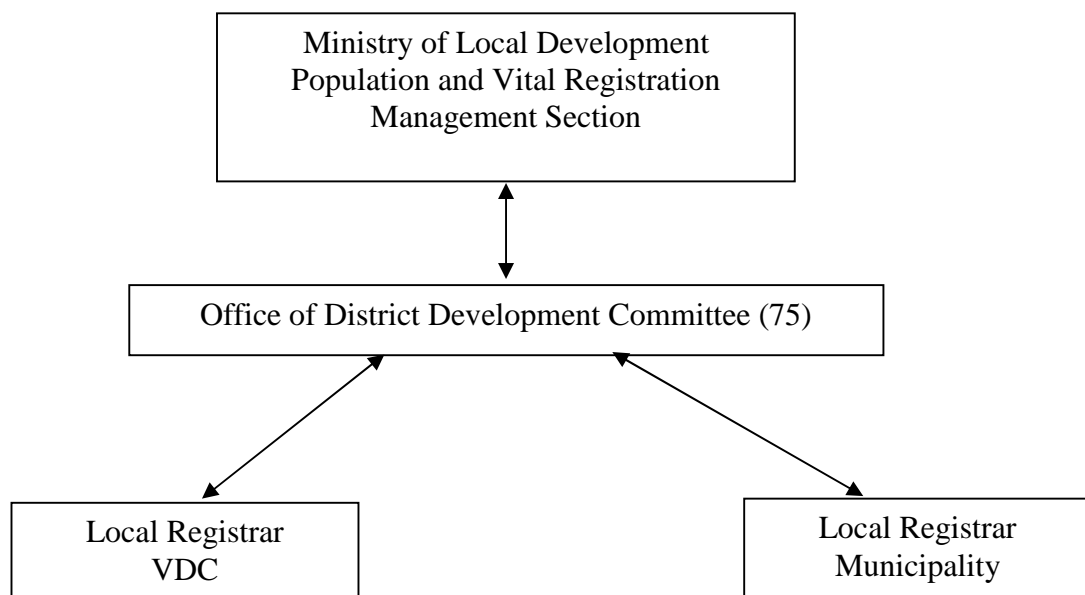 Ministry of Local Development
Population and Vital Registration
Management Section
Office of District Development Committee (75)
Local Registrar
VDC
Local Registrar
Municipality